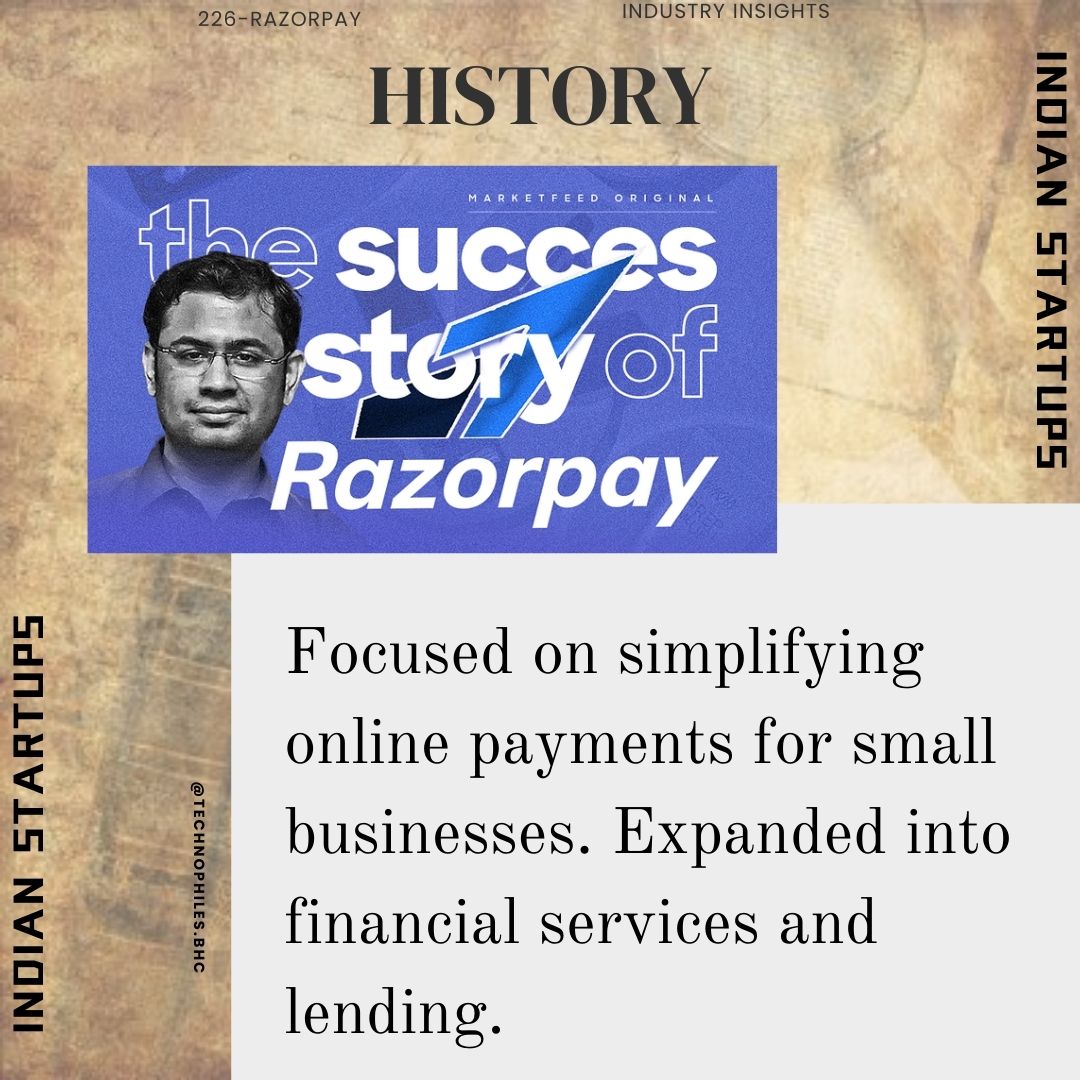 226-RAZORPAY
INDUSTRY INSIGHTS
HISTORY
INDIAN STARTUPS
MARKETFEED ORIGINAL
the succes
story of
Razorpay
Focused on simplifying
online payments for small
businesses. Expanded into
financial services and
lending.
INDIAN STARTUPS
@TECHNOPHILES.BHC